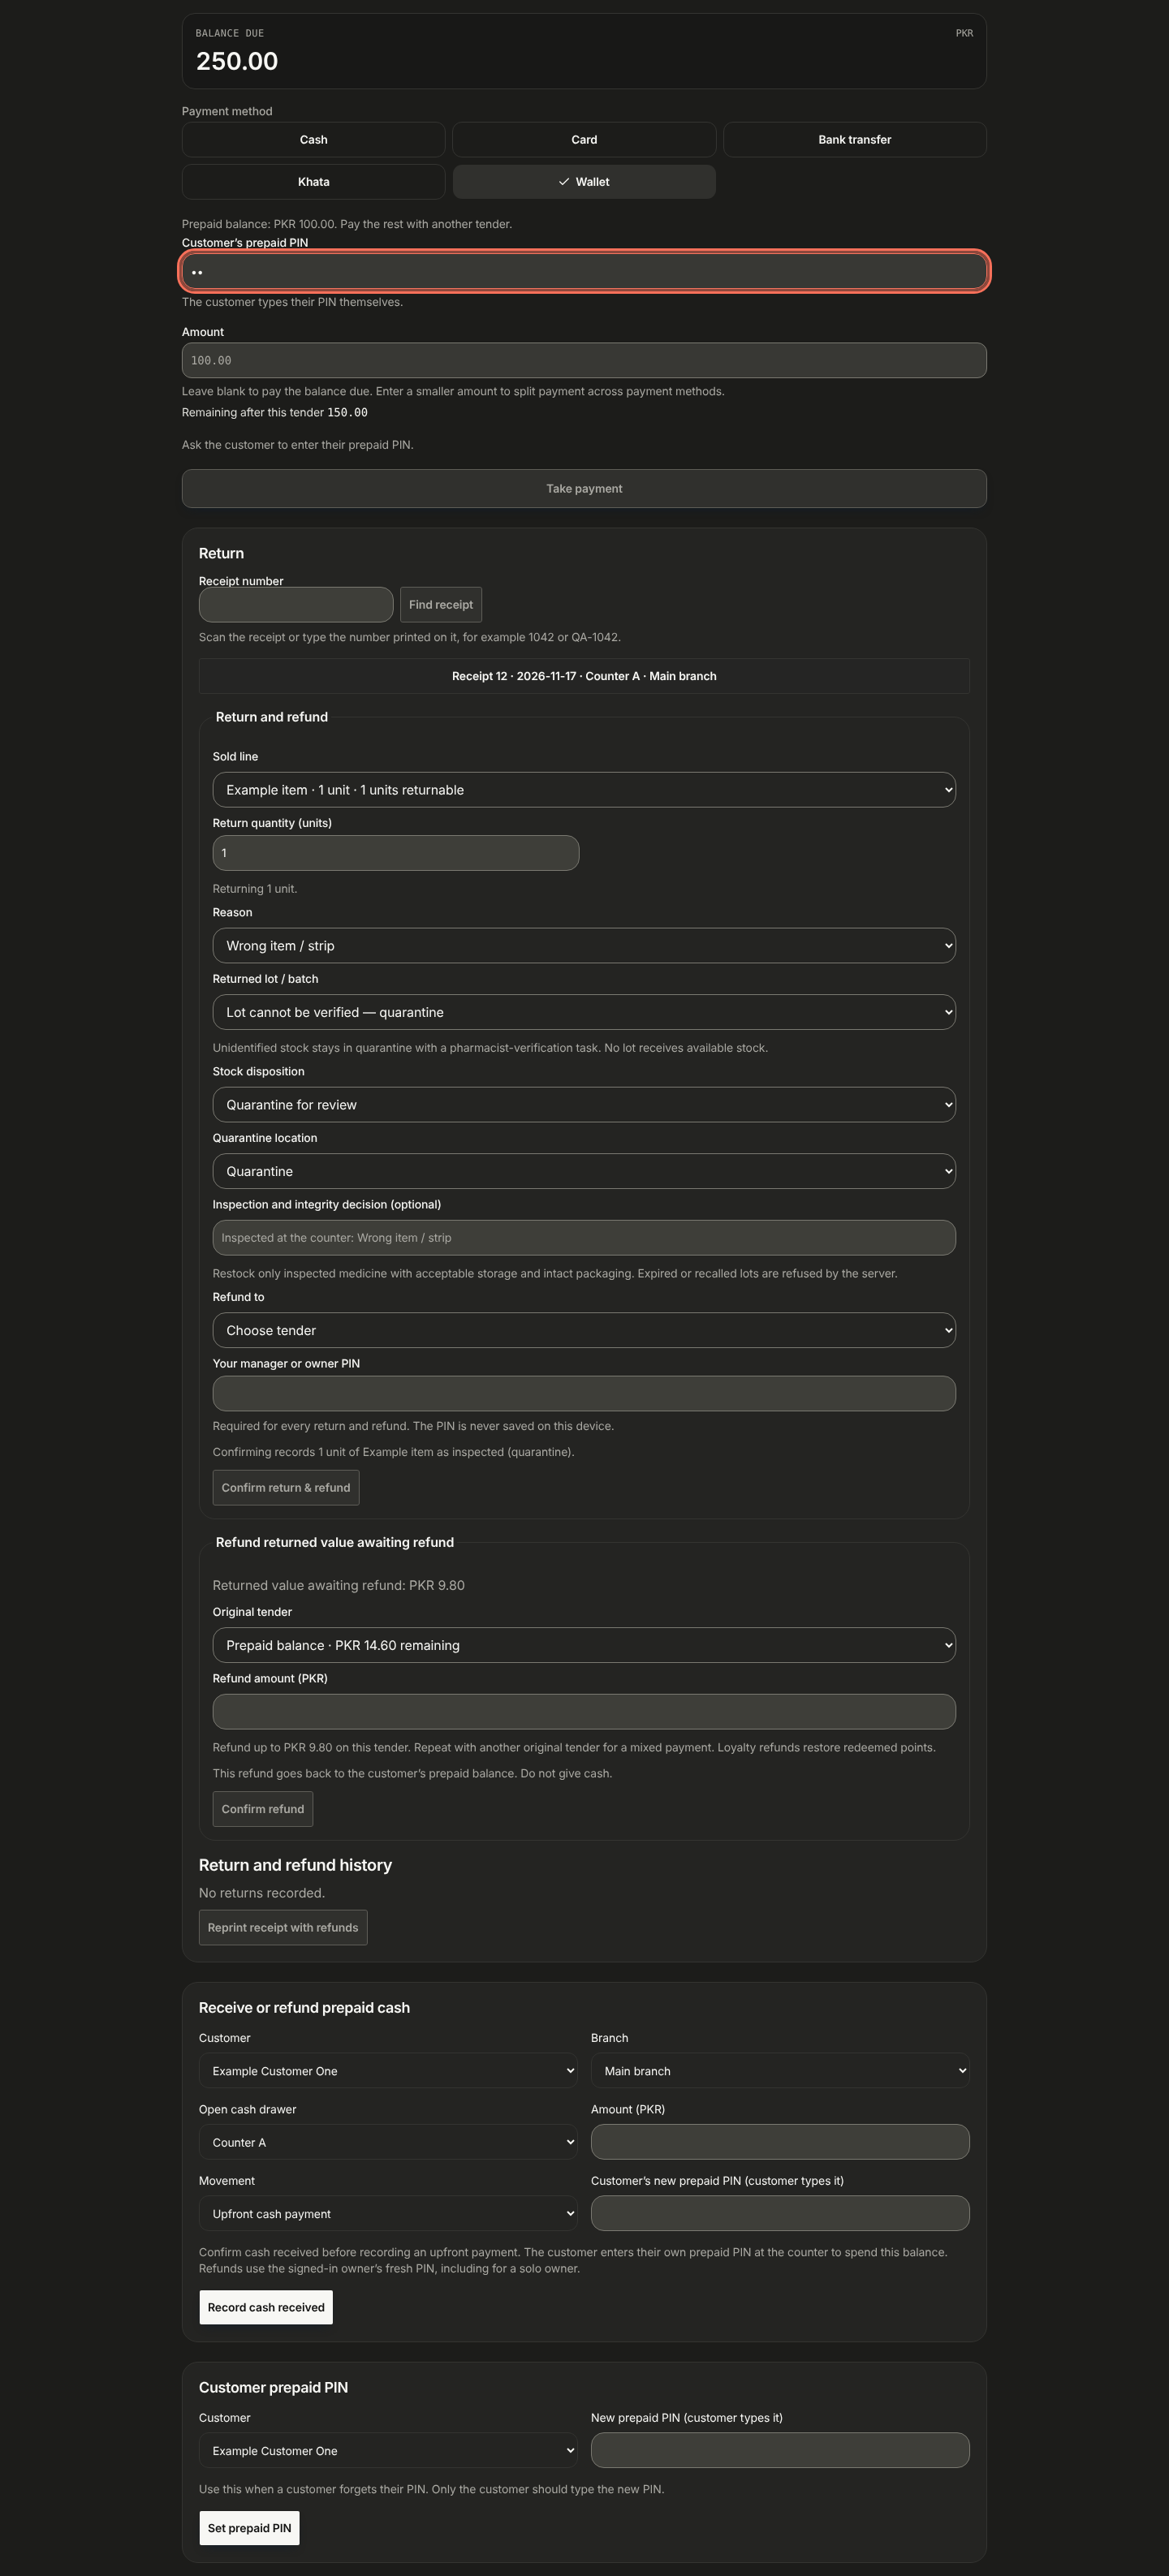 BALANCE DUE
PKR
250.00
Payment method
Cash
Card
Bank transfer
Khata
Wallet
Prepaid balance: PKR 100.00. Pay the rest with another tender.
Customer’s prepaid PIN
••
The customer types their PIN themselves.
Amount
100.00
Leave blank to pay the balance due. Enter a smaller amount to split payment across payment methods.
Remaining after this tender 150.00
Ask the customer to enter their prepaid PIN.
Take payment
Return
Receipt number
Find receipt
Scan the receipt or type the number printed on it, for example 1042 or QA-1042.
Receipt 12 · 2026-11-17 · Counter A · Main branch
Return and refund
Sold line
Example item · 1 unit · 1 units returnable
Return quantity (units)
1
Returning 1 unit.
Reason
Wrong item / strip
Returned lot / batch
Lot cannot be verified — quarantine
Unidentified stock stays in quarantine with a pharmacist-verification task. No lot receives available stock.
Stock disposition
Quarantine for review
Quarantine location
Quarantine
Inspection and integrity decision (optional)
Inspected at the counter: Wrong item / strip
Restock only inspected medicine with acceptable storage and intact packaging. Expired or recalled lots are refused by the server.
Refund to
Choose tender
Your manager or owner PIN
Required for every return and refund. The PIN is never saved on this device.
Confirming records 1 unit of Example item as inspected (quarantine).
Confirm return & refund
Refund returned value awaiting refund
Returned value awaiting refund: PKR 9.80
Original tender
Prepaid balance · PKR 14.60 remaining
Refund amount (PKR)
Refund up to PKR 9.80 on this tender. Repeat with another original tender for a mixed payment. Loyalty refunds restore redeemed points.
This refund goes back to the customer’s prepaid balance. Do not give cash.
Confirm refund
Return and refund history
No returns recorded.
Reprint receipt with refunds
Receive or refund prepaid cash
Customer
Branch
Example Customer One
Main branch
Open cash drawer
Amount (PKR)
Counter A
Movement
Customer’s new prepaid PIN (customer types it)
Upfront cash payment
Confirm cash received before recording an upfront payment. The customer enters their own prepaid PIN at the counter to spend this balance.
Refunds use the signed-in owner’s fresh PIN, including for a solo owner.
Record cash received
Customer prepaid PIN
Customer
New prepaid PIN (customer types it)
Example Customer One
Use this when a customer forgets their PIN. Only the customer should type the new PIN.
Set prepaid PIN